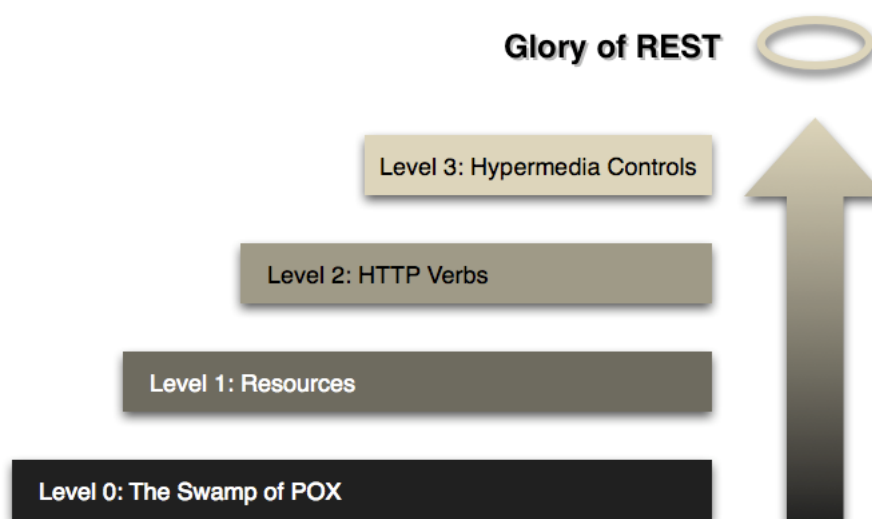 Glory of REST
Level 3: Hypermedia Controls
Level 2: HTTP Verbs
Level 1: Resources
Level 0: The Swamp of POX